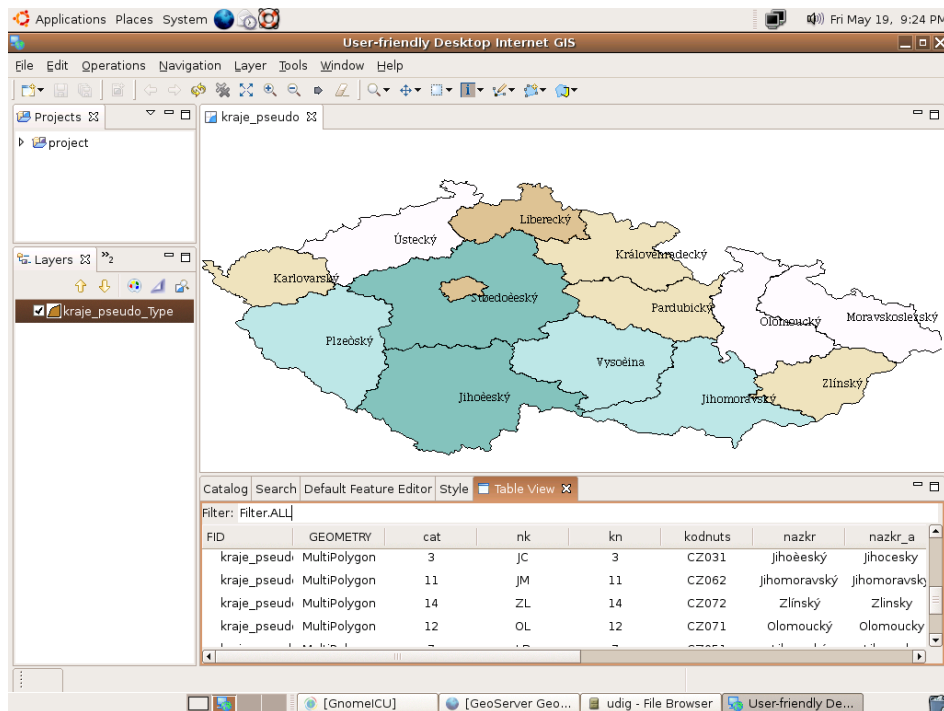 Applications Places System Fri May 19, 9:24 PM
User-friendly Desktop Internet GIS
File Edit Operations Navigation Layer Tools Window Help
Projects
project
Layers »2
kraje_pseudo_Type
kraje_pseudo
Liberecký
Ústecký
Královéhradecký
Karlovarský
Støedoèeský
Pardubický
Moravskoslezský
Olomoucký
Plzeòský
Vysoèina
Zlínský
Jihoèeský
Jihomoravský
Catalog Search Default Feature Editor Style Table View
Filter: Filter.ALL
FID GEOMETRY cat nk kn kodnuts nazkr nazkr_a
kraje_pseud MultiPolygon 3 JC 3 CZ031 Jihoèeský Jihocesky
kraje_pseud MultiPolygon 11 JM 11 CZ062 Jihomoravský Jihomoravsky
kraje_pseud MultiPolygon 14 ZL 14 CZ072 Zlínský Zlinsky
kraje_pseud MultiPolygon 12 OL 12 CZ071 Olomoucký Olomoucky
[GnomeICU] [GeoServer Geo... udig - File Browser User-friendly De...